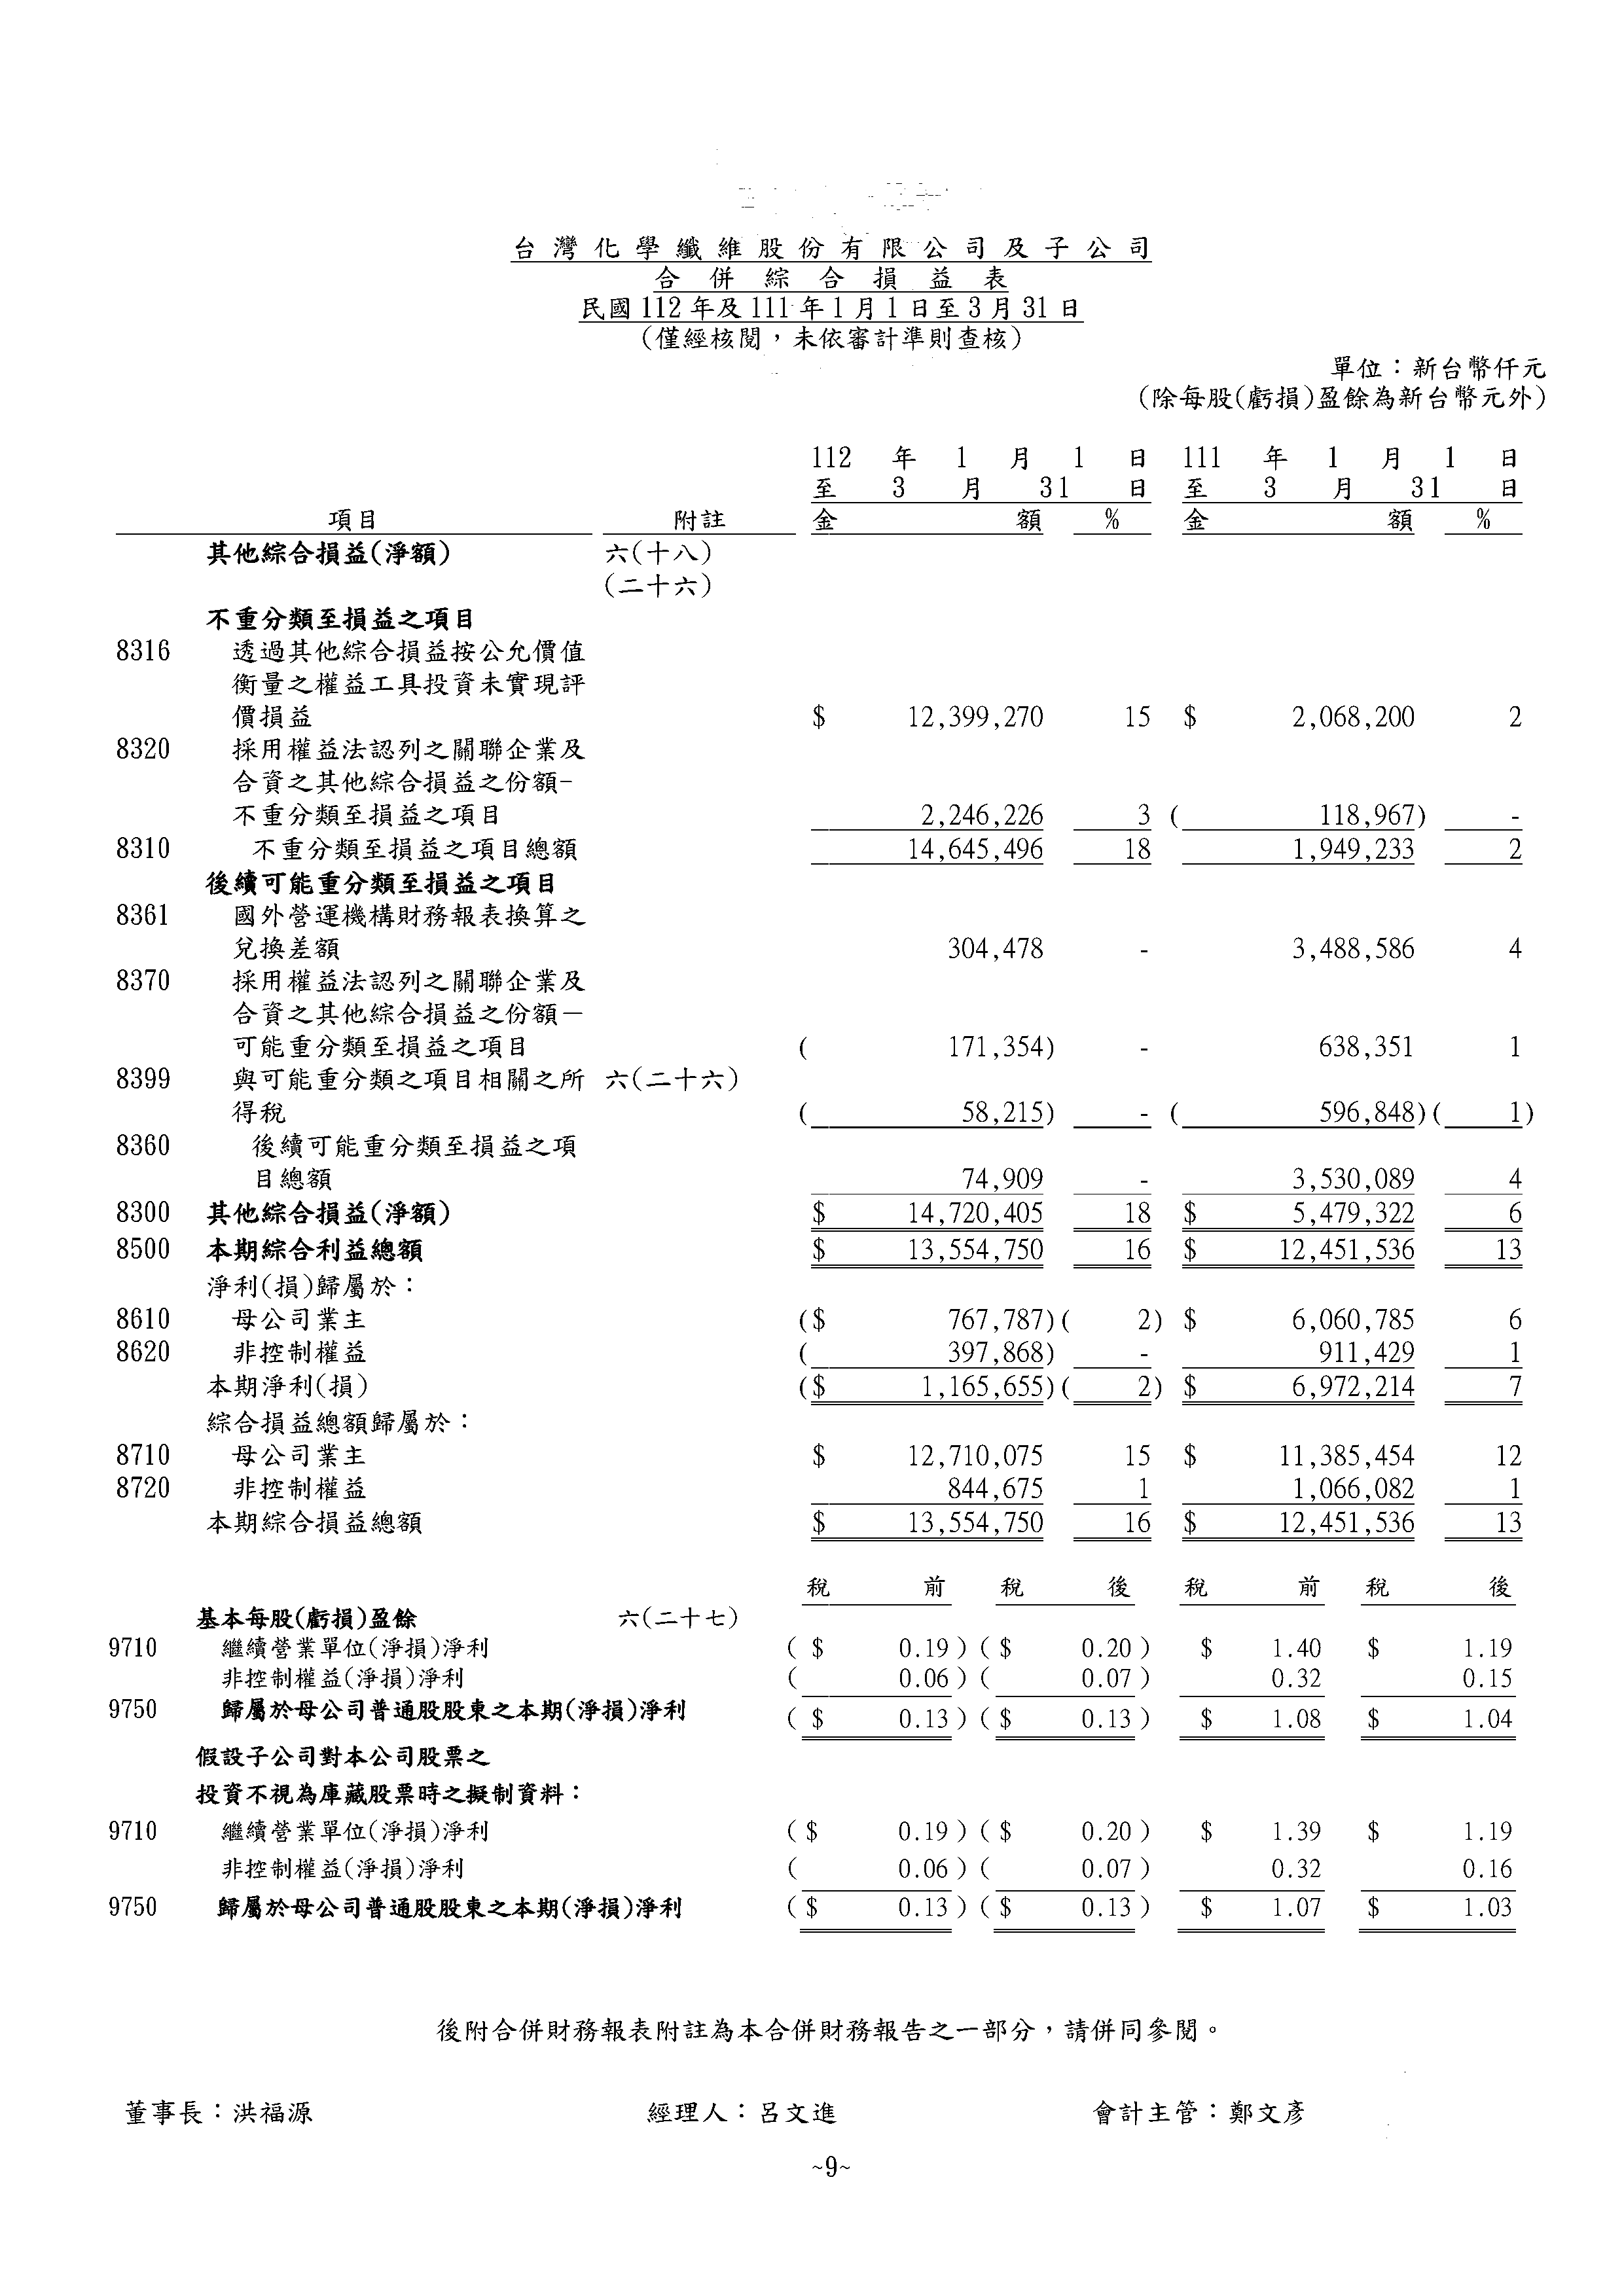 台灣化學纖維股份有限公司及子公司
合併綜合損益表
民國112年及111年1月1日至3月31日
(僅經核閱，未依審計準則查核)
單位：新台幣仟元
(除每股(虧損)盈餘為新台幣元外)
112 年 1 月 1 日 111 年 1 月 1 日
至 3 月 31 日 至 3 月 31 日
項目 附註 金 額 % 金 額 %
其他綜合損益(淨額) 六(十八)
(二十六)
不重分類至損益之項目
8316 透過其他綜合損益按公允價值
衡量之權益工具投資未實現評
價損益 $ 12,399,270 15 $ 2,068,200 2
8320 採用權益法認列之關聯企業及
合資之其他綜合損益之份額-
不重分類至損益之項目 2,246,226 3 ( 118,967) -
8310 不重分類至損益之項目總額 14,645,496 18 1,949,233 2
後續可能重分類至損益之項目
8361 國外營運機構財務報表換算之
兌換差額 304,478 - 3,488,586 4
8370 採用權益法認列之關聯企業及
合資之其他綜合損益之份額－
可能重分類至損益之項目 ( 171,354) - 638,351 1
8399 與可能重分類之項目相關之所 六(二十六)
得稅 ( 58,215) - ( 596,848)( 1)
8360 後續可能重分類至損益之項
目總額 74,909 - 3,530,089 4
8300 其他綜合損益(淨額) $ 14,720,405 18 $ 5,479,322 6
8500 本期綜合利益總額 $ 13,554,750 16 $ 12,451,536 13
淨利(損)歸屬於：
8610 母公司業主 ($ 767,787)( 2) $ 6,060,785 6
8620 非控制權益 ( 397,868) - 911,429 1
本期淨利(損) ($ 1,165,655)( 2) $ 6,972,214 7
綜合損益總額歸屬於：
8710 母公司業主 $ 12,710,075 15 $ 11,385,454 12
8720 非控制權益 844,675 1 1,066,082 1
本期綜合損益總額 $ 13,554,750 16 $ 12,451,536 13
稅 前 稅 後 稅 前 稅 後
基本每股(虧損)盈餘 六(二十七)
9710 繼續營業單位(淨損)淨利 ( $ 0.19 ) ( $ 0.20 ) $ 1.40 $ 1.19
非控制權益(淨損)淨利 ( 0.06 ) ( 0.07 ) 0.32 0.15
9750 歸屬於母公司普通股股東之本期(淨損)淨利 ( $ 0.13 ) ( $ 0.13 ) $ 1.08 $ 1.04
假設子公司對本公司股票之
投資不視為庫藏股票時之擬制資料：
9710 繼續營業單位(淨損)淨利 ( $ 0.19 ) ( $ 0.20 ) $ 1.39 $ 1.19
非控制權益(淨損)淨利 ( 0.06 ) ( 0.07 ) 0.32 0.16
9750 歸屬於母公司普通股股東之本期(淨損)淨利 ( $ 0.13 ) ( $ 0.13 ) $ 1.07 $ 1.03
後附合併財務報表附註為本合併財務報告之一部分，請併同參閱。
董事長：洪福源 經理人：呂文進 會計主管：鄭文彥
~9~